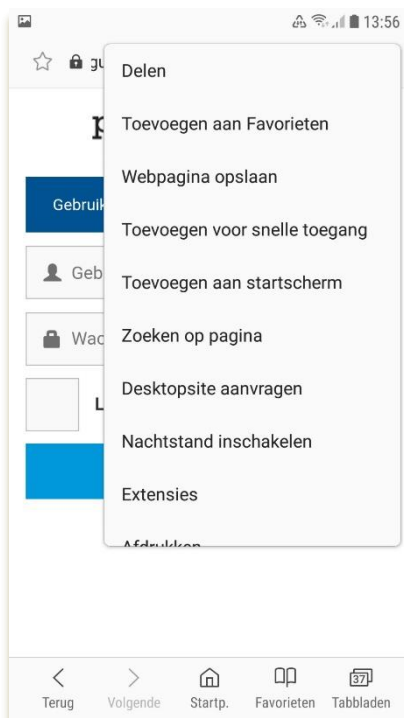 13:56
Delen
Toevoegen aan Favorieten
Webpagina opslaan
Toevoegen voor snelle toegang
Toevoegen aan startscherm
Zoeken op pagina
Desktopsite aanvragen
Nachtstand inschakelen
Extensies
Afdrukken
37
Terug Volgende Startp. Favorieten Tabbladen